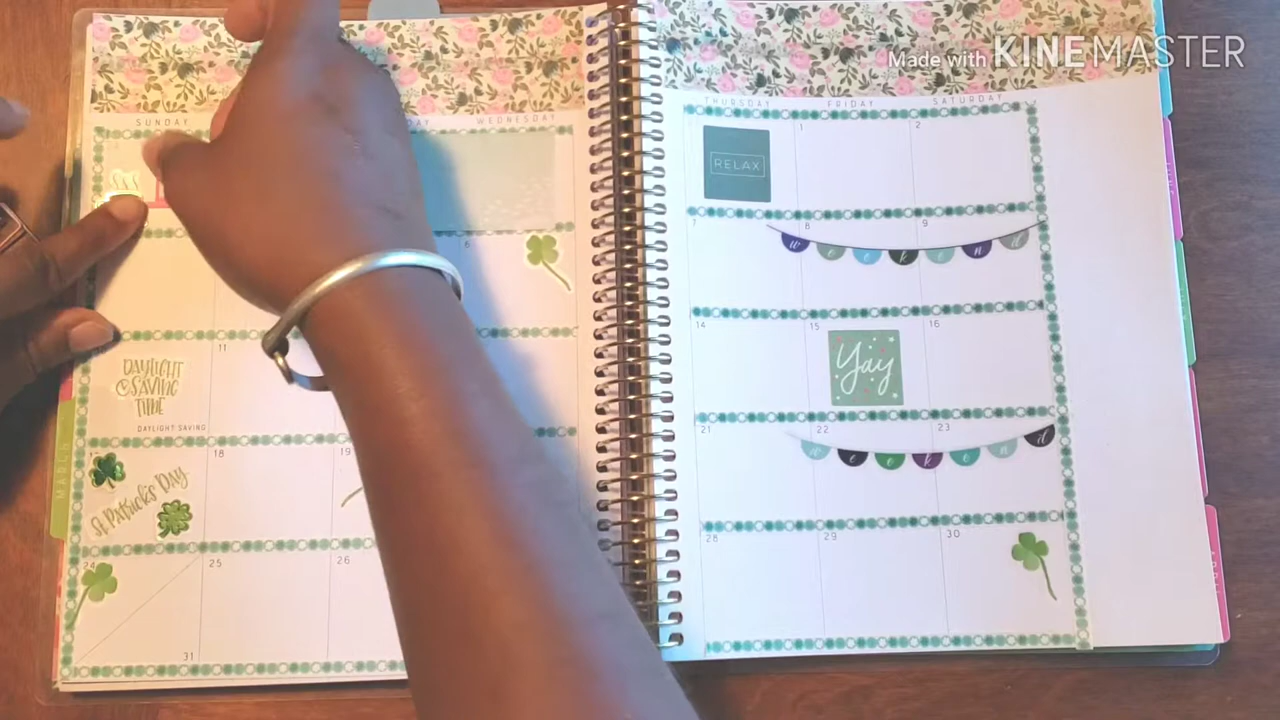 Made with KINEMASTER
SUNDAY
WEDNESDAY
THURSDAY
FRIDAY
SATURDAY
RELAX
1
2
6
7
8
9
weekend
11
DAYLIGHT
SAVING
TIME
DAYLIGHT SAVING
14
15
16
Yay
18
19
St Patrick's Day
21
22
23
weekend
24
25
26
31
28
29
30
MARCH